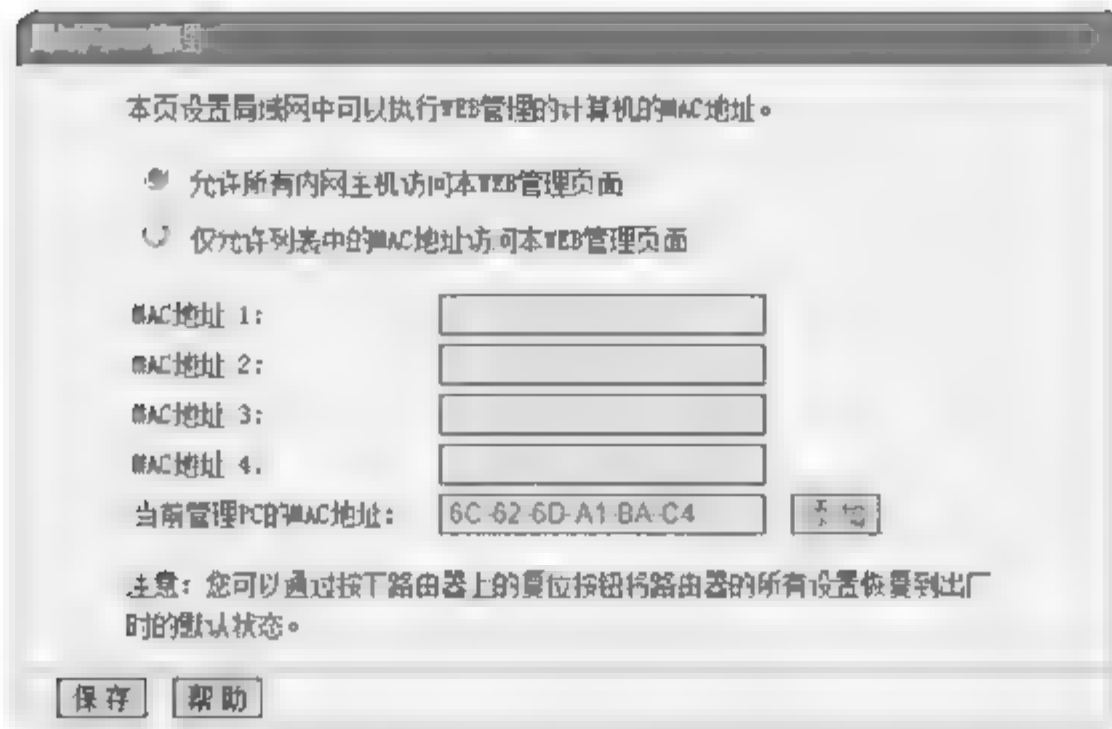 管理
本页设置局域网中可以执行WEB管理的计算机的MAC地址。
允许所有内网主机访问本WEB管理页面
仅允许列表中的MAC地址访问本WEB管理页面
MAC地址 1:
MAC地址 2:
MAC地址 3:
MAC地址 4:
当前管理PC的MAC地址: 6C-62-6D-A1-BA-C4
注意: 您可以通过按下路由器上的复位按钮将路由器的所有设置恢复到出厂
时的默认状态。
保存 帮助